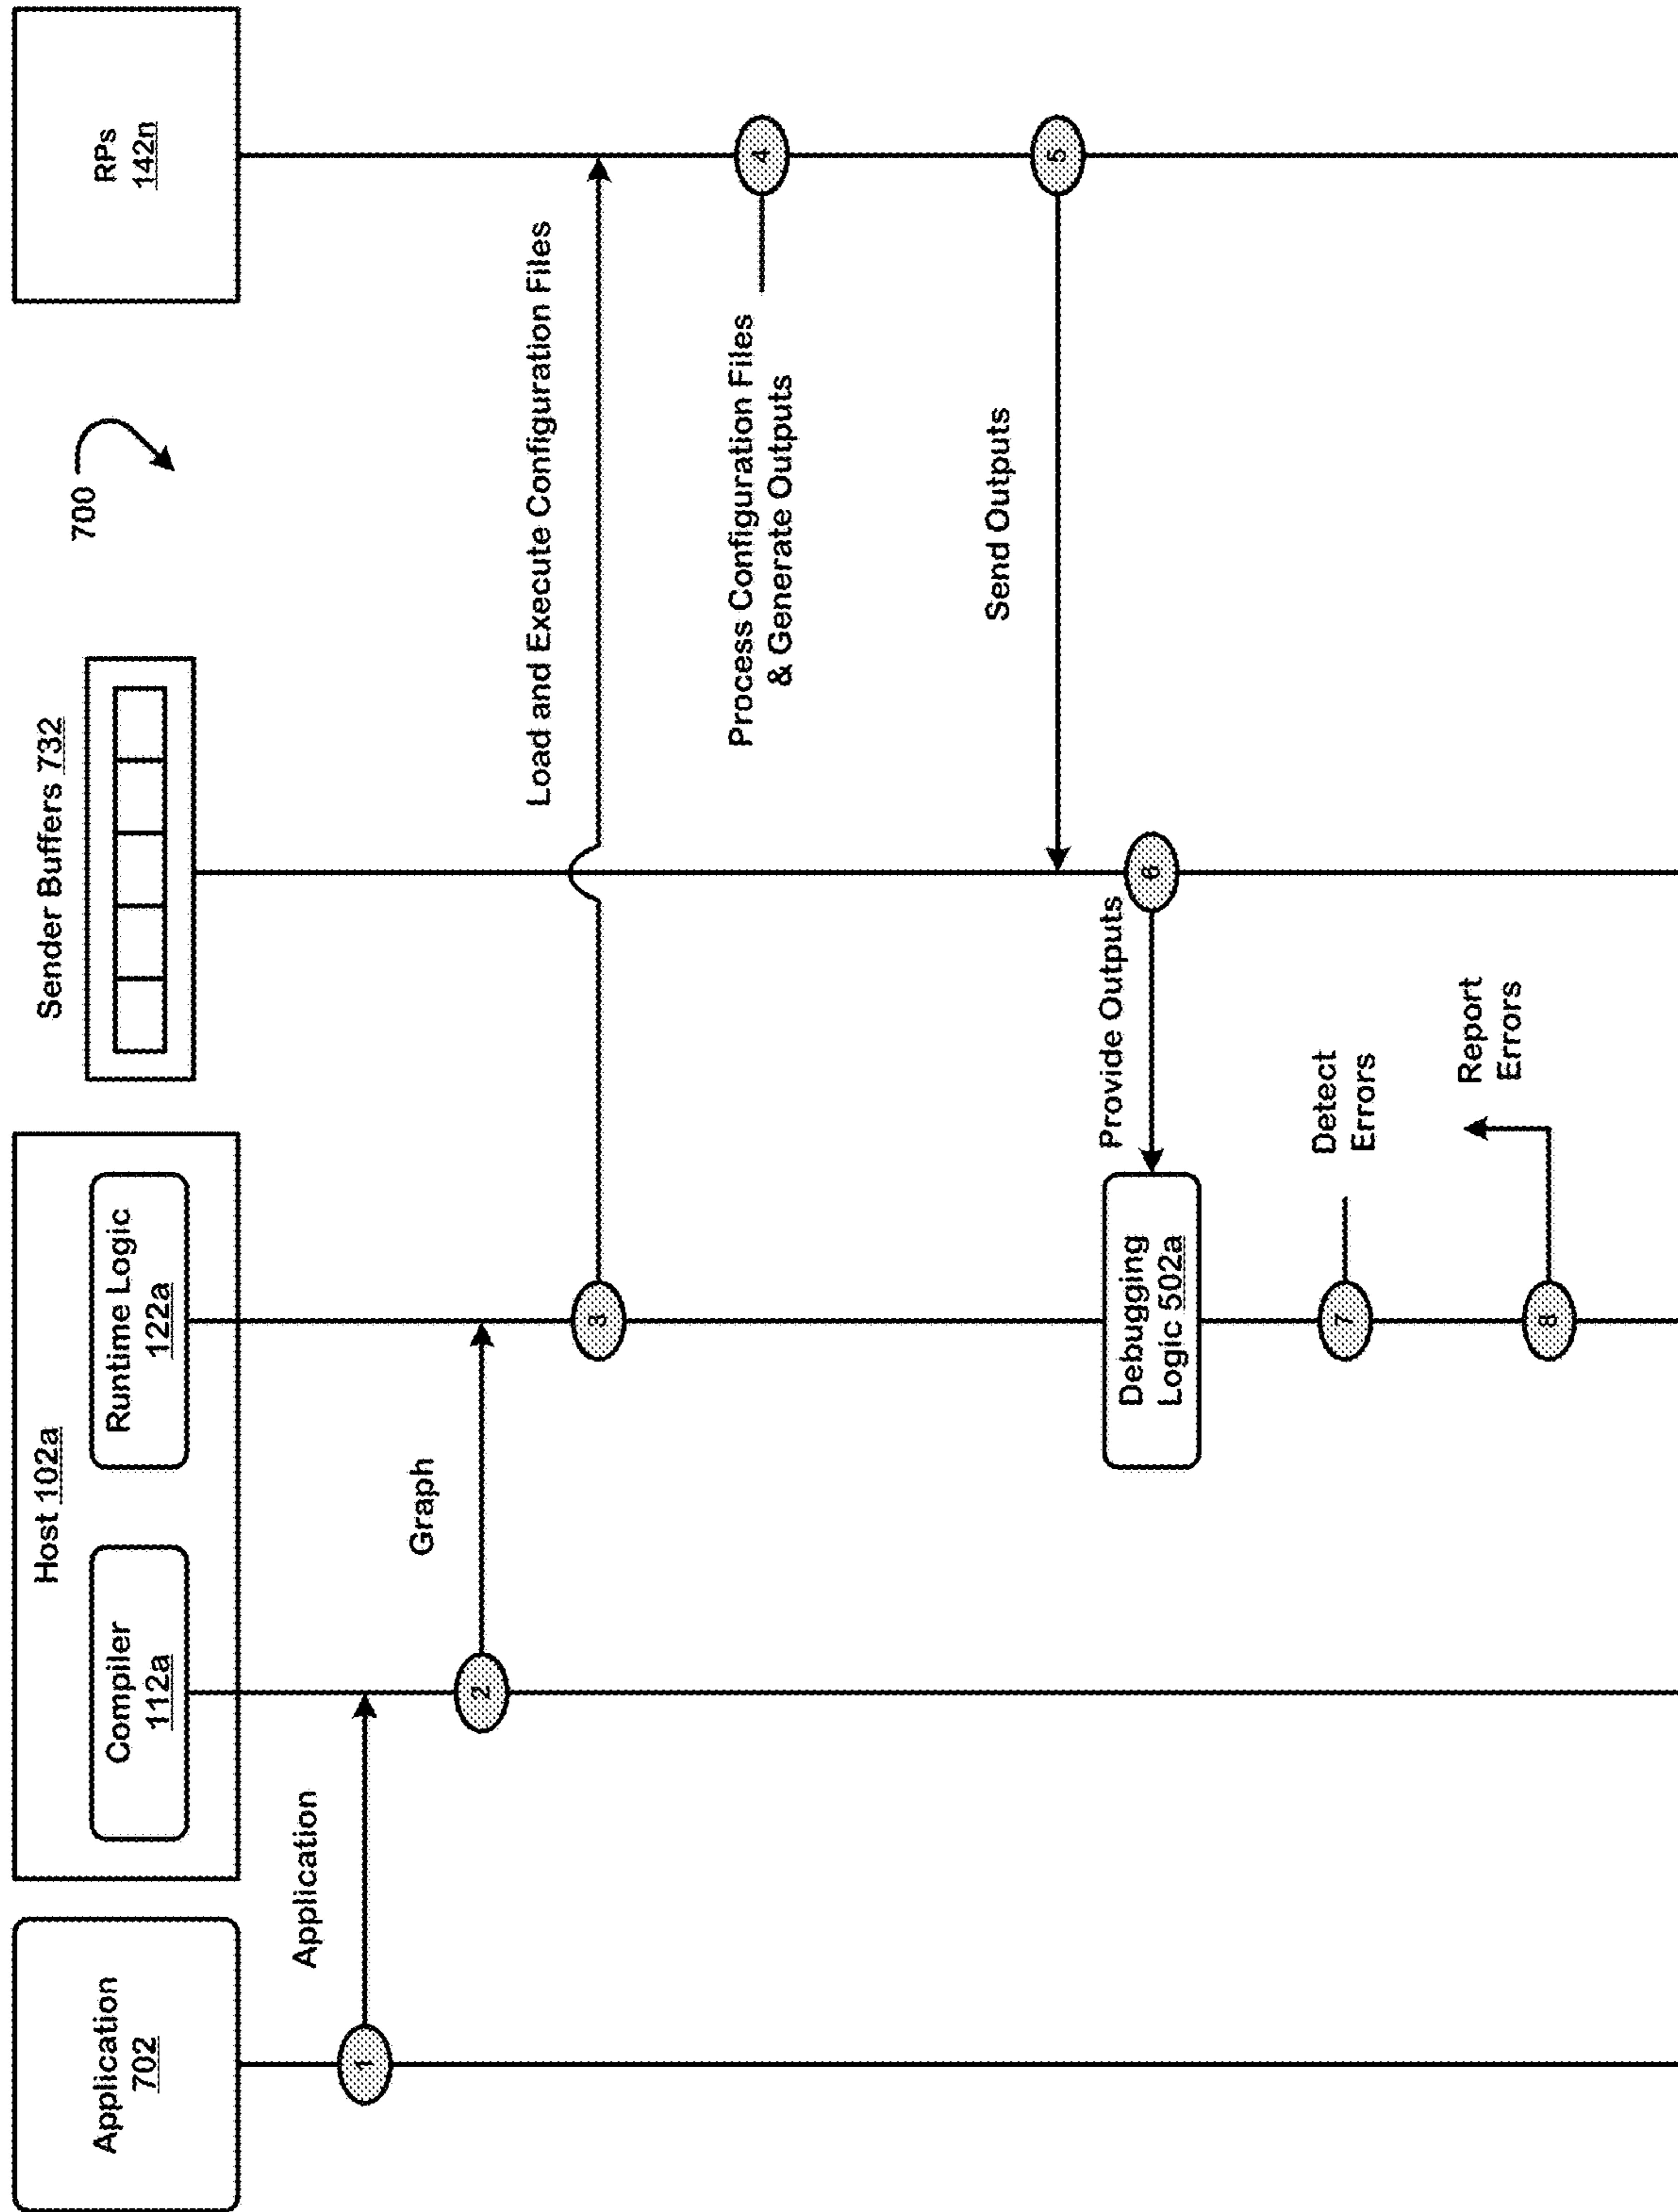 Application
702
Host 102a
Compiler
112a
Runtime Logic
122a
Sender Buffers 732
700
RPs
142n
1
Application
2
Graph
3
Load and Execute Configuration Files
4
Process Configuration Files
& Generate Outputs
5
Send Outputs
6
Provide Outputs
Debugging
Logic 502a
7
Detect
Errors
8
Report
Errors